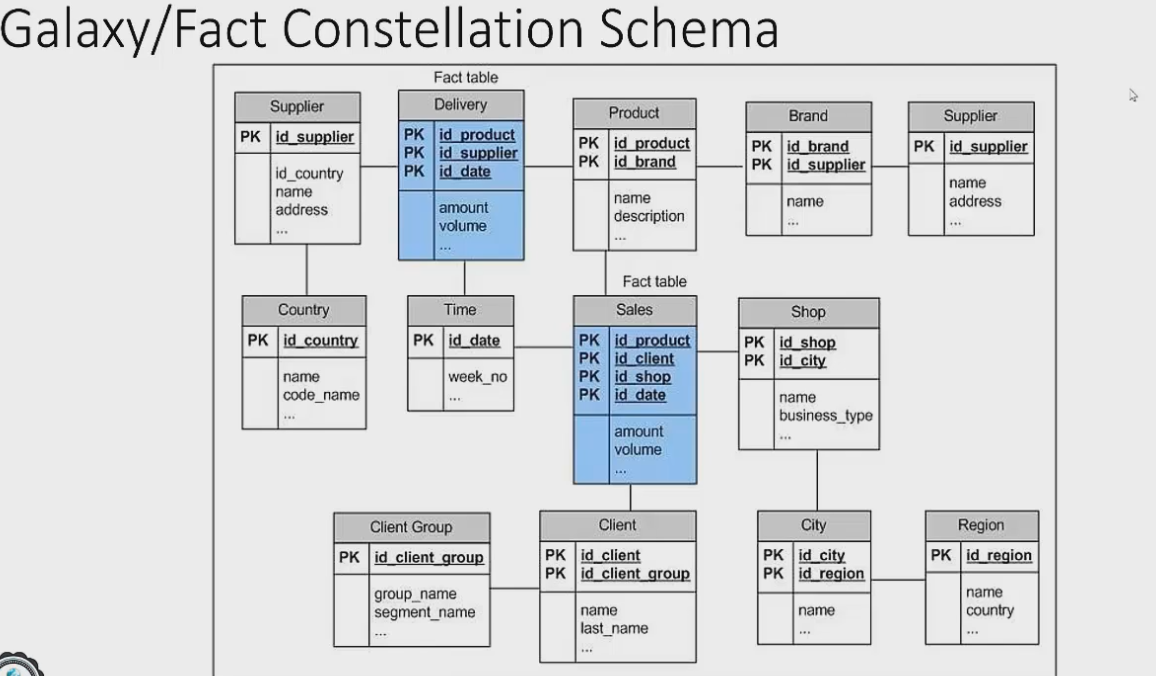 Galaxy/Fact Constellation Schema
Fact table
Supplier
PK id_supplier
id_country
name
address
...
Delivery
PK id_product
PK id_supplier
PK id_date
amount
volume
...
Product
PK id_product
PK id_brand
name
description
...
Brand
PK id_brand
PK id_supplier
name
...
Supplier
PK id_supplier
name
address
...
Country
PK id_country
name
code_name
...
Time
PK id_date
week_no
...
Fact table
Sales
PK id_product
PK id_client
PK id_shop
PK id_date
amount
volume
...
Shop
PK id_shop
PK id_city
name
business_type
...
Client Group
PK id_client_group
group_name
segment_name
...
Client
PK id_client
PK id_client_group
name
last_name
...
City
PK id_city
PK id_region
name
...
Region
PK id_region
name
country
...